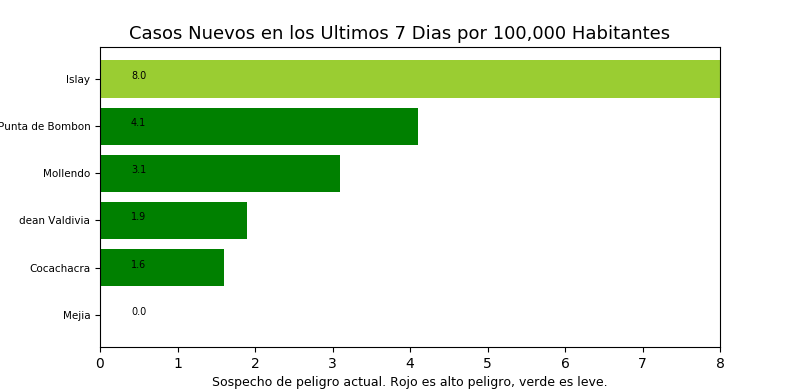 Casos Nuevos en los Ultimos 7 Dias por 100,000 Habitantes
Islay 8.0
Punta de Bombon 4.1
Mollendo 3.1
dean Valdivia 1.9
Cocachacra 1.6
Mejia 0.0
0 1 2 3 4 5 6 7 8
Sospecho de peligro actual. Rojo es alto peligro, verde es leve.